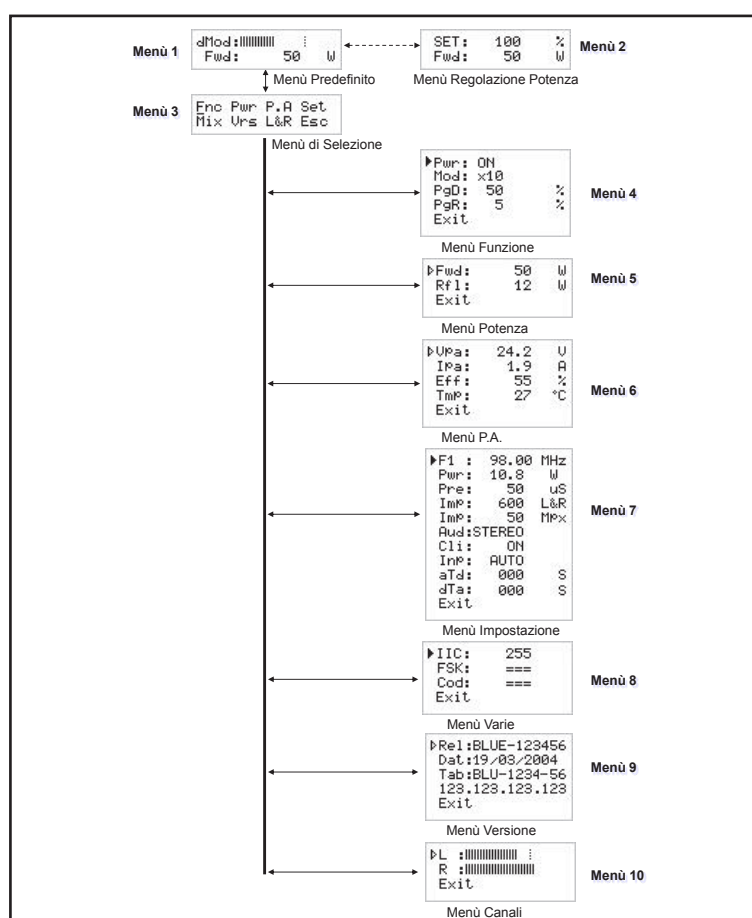 Menù 1
dMod:
Fwd: 50 W
Menù Predefinito
SET: 100 %
Fwd: 50 W
Menù 2
Menù Regolazione Potenza
Menù 3
Fnc Pwr P.A Set
Mix Vrs L&R Esc
Menù di Selezione
Pwr: ON
Mod: x10
PgD: 50 %
PgR: 5 %
Exit
Menù 4
Menù Funzione
Fwd: 50 W
Rfl: 12 W
Exit
Menù 5
Menù Potenza
Vpa: 24.2 V
Ipa: 1.9 A
Eff: 55 %
Tmp: 27 °C
Exit
Menù 6
Menù P.A.
F1 : 98.00 MHz
Pwr: 10.8 W
Pre: 50 uS
Imp: 600 L&R
Imp: 50 Mpx
Aud:STEREO
Cli: ON
Inp: AUTO
aTd: 000 S
dTa: 000 S
Exit
Menù 7
Menù Impostazione
IIC: 255
FSK: ===
Cod: ===
Exit
Menù 8
Menù Varie
Rel:BLUE-123456
Dat:19/03/2004
Tab:BLU-1234-56
123.123.123.123
Exit
Menù 9
Menù Versione
L :
R :
Exit
Menù 10
Menù Canali